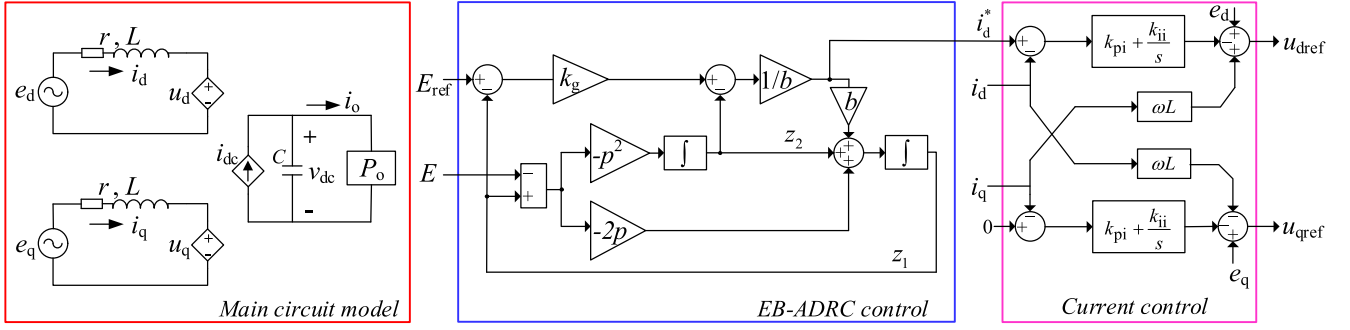 r , L
e_d
i_d
u_d
+
-
i_o
i_dc
C
+
v_dc
-
P_o
r , L
e_q
i_q
u_q
+
-
Main circuit model
E_ref
+
−
k_g
+
−
1/b
b
-p²
∫
z_2
+
+
+
∫
E
−
+
-2p
z_1
EB-ADRC control
i_d^*
+
−
k_pi + k_ii/s
e_d
−
+
+
u_dref
i_d
ωL
ωL
i_q
0
+
−
k_pi + k_ii/s
−
−
+
u_qref
e_q
Current control